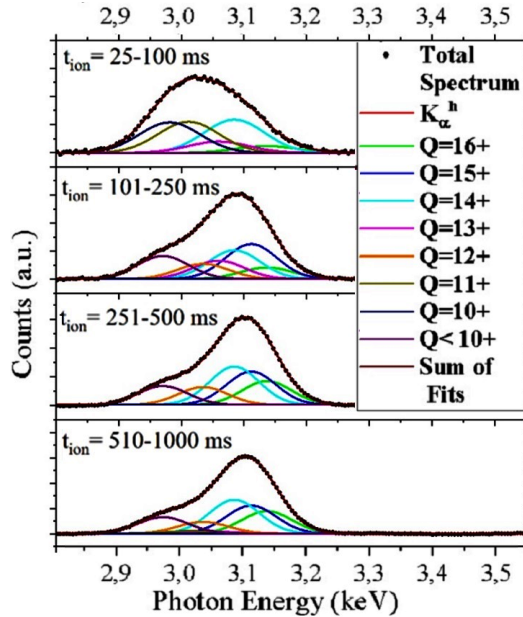 2,9 3,0 3,1 3,2 3,3 3,4 3,5
t_ion = 25-100 ms
t_ion= 101-250 ms
t_ion= 251-500 ms
t_ion= 510-1000 ms
Total
Spectrum
K_α^h
Q=16+
Q=15+
Q=14+
Q=13+
Q=12+
Q=11+
Q=10+
Q< 10+
Sum of
Fits
Counts (a.u.)
2,9 3,0 3,1 3,2 3,3 3,4 3,5
Photon Energy (keV)